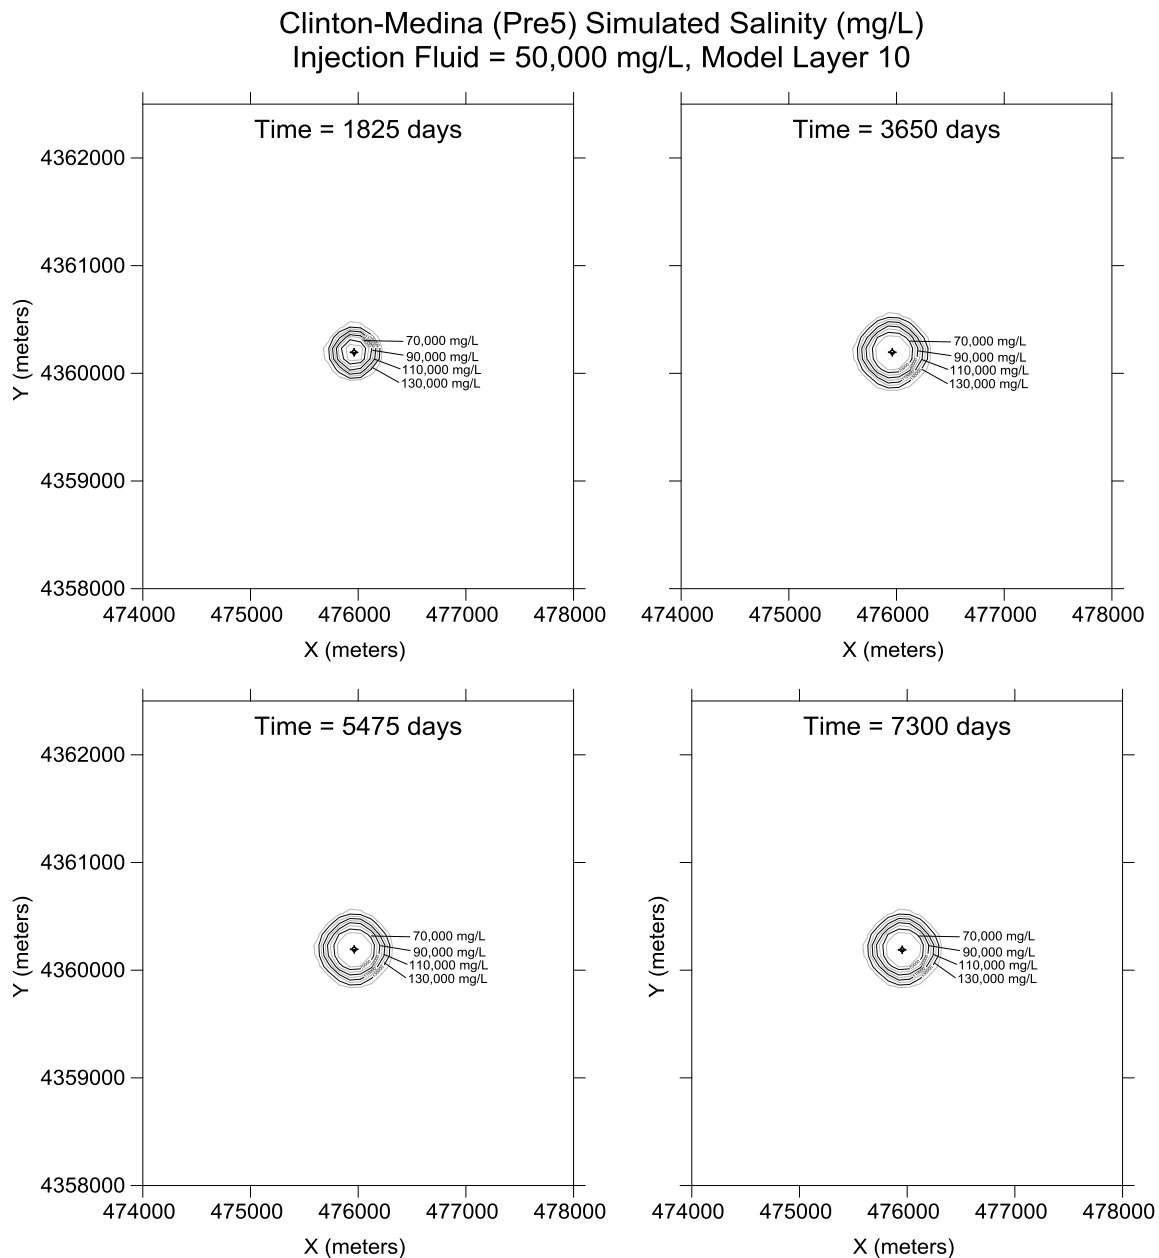 Clinton-Medina (Pre5) Simulated Salinity (mg/L)
Injection Fluid = 50,000 mg/L, Model Layer 10
Time = 1825 days
4362000
4361000
4360000
4359000
4358000
Y (meters)
70,000 mg/L
90,000 mg/L
110,000 mg/L
130,000 mg/L
474000 475000 476000 477000 478000
X (meters)
Time = 3650 days
70,000 mg/L
90,000 mg/L
110,000 mg/L
130,000 mg/L
474000 475000 476000 477000 478000
X (meters)
Time = 5475 days
4362000
4361000
4360000
4359000
4358000
Y (meters)
70,000 mg/L
90,000 mg/L
110,000 mg/L
130,000 mg/L
474000 475000 476000 477000 478000
X (meters)
Time = 7300 days
Y (meters)
70,000 mg/L
90,000 mg/L
110,000 mg/L
130,000 mg/L
474000 475000 476000 477000 478000
X (meters)